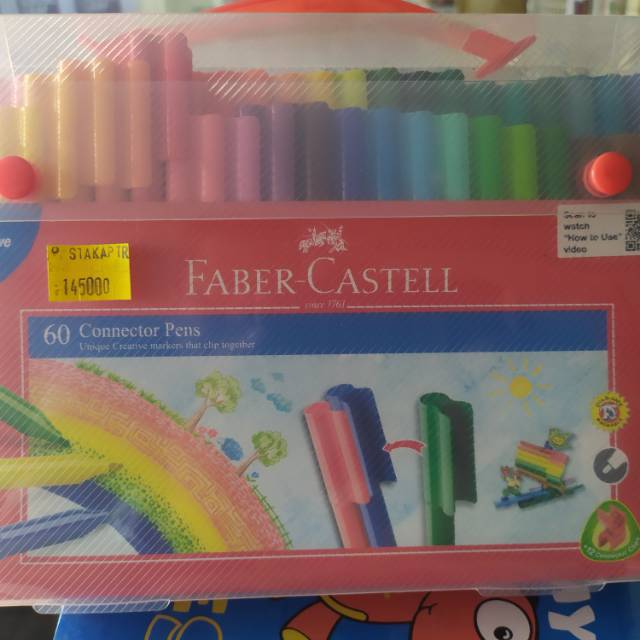 ve
STAKAPTR
145000
Scan to
watch
"How to Use"
video
FABER-CASTELL
since 1761
60 Connector Pens
Unique Creative markers that clip together